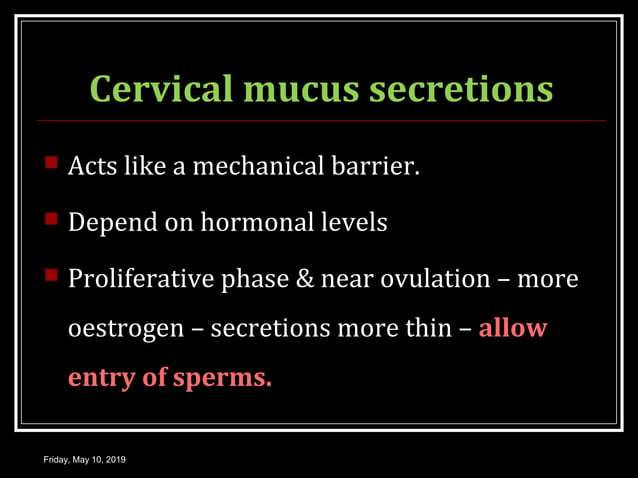 Cervical mucus secretions
Acts like a mechanical barrier.
Depend on hormonal levels
Proliferative phase & near ovulation – more
oestrogen – secretions more thin – allow
entry of sperms.
Friday, May 10, 2019